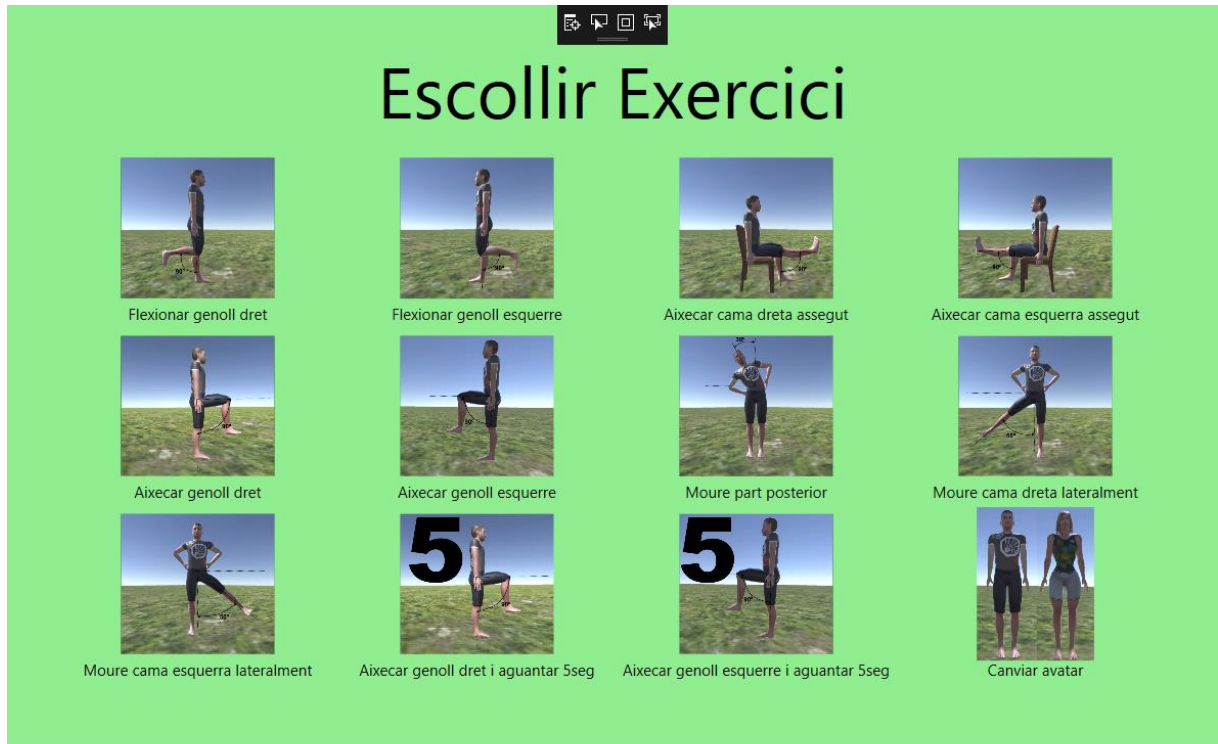 Escollir Exercici
Flexionar genoll dret
Flexionar genoll esquerre
Aixecar cama dreta assegut
Aixecar cama esquerra assegut
Aixecar genoll dret
Aixecar genoll esquerre
Moure part posterior
Moure cama dreta lateralment
5
5
Moure cama esquerra lateralment
Aixecar genoll dret i aguantar 5seg
Aixecar genoll esquerre i aguantar 5seg
Canviar avatar